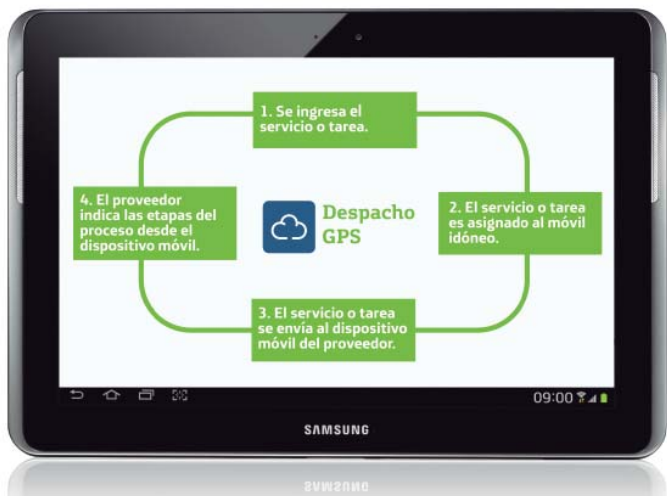 1. Se ingresa el
servicio o tarea.
2. El servicio o tarea
es asignado al móvil
idóneo.
3. El servicio o tarea
se envía al dispositivo
móvil del proveedor.
4. El proveedor
indica las etapas del
proceso desde el
dispositivo móvil.
Despacho
GPS
09:00
SAMSUNG